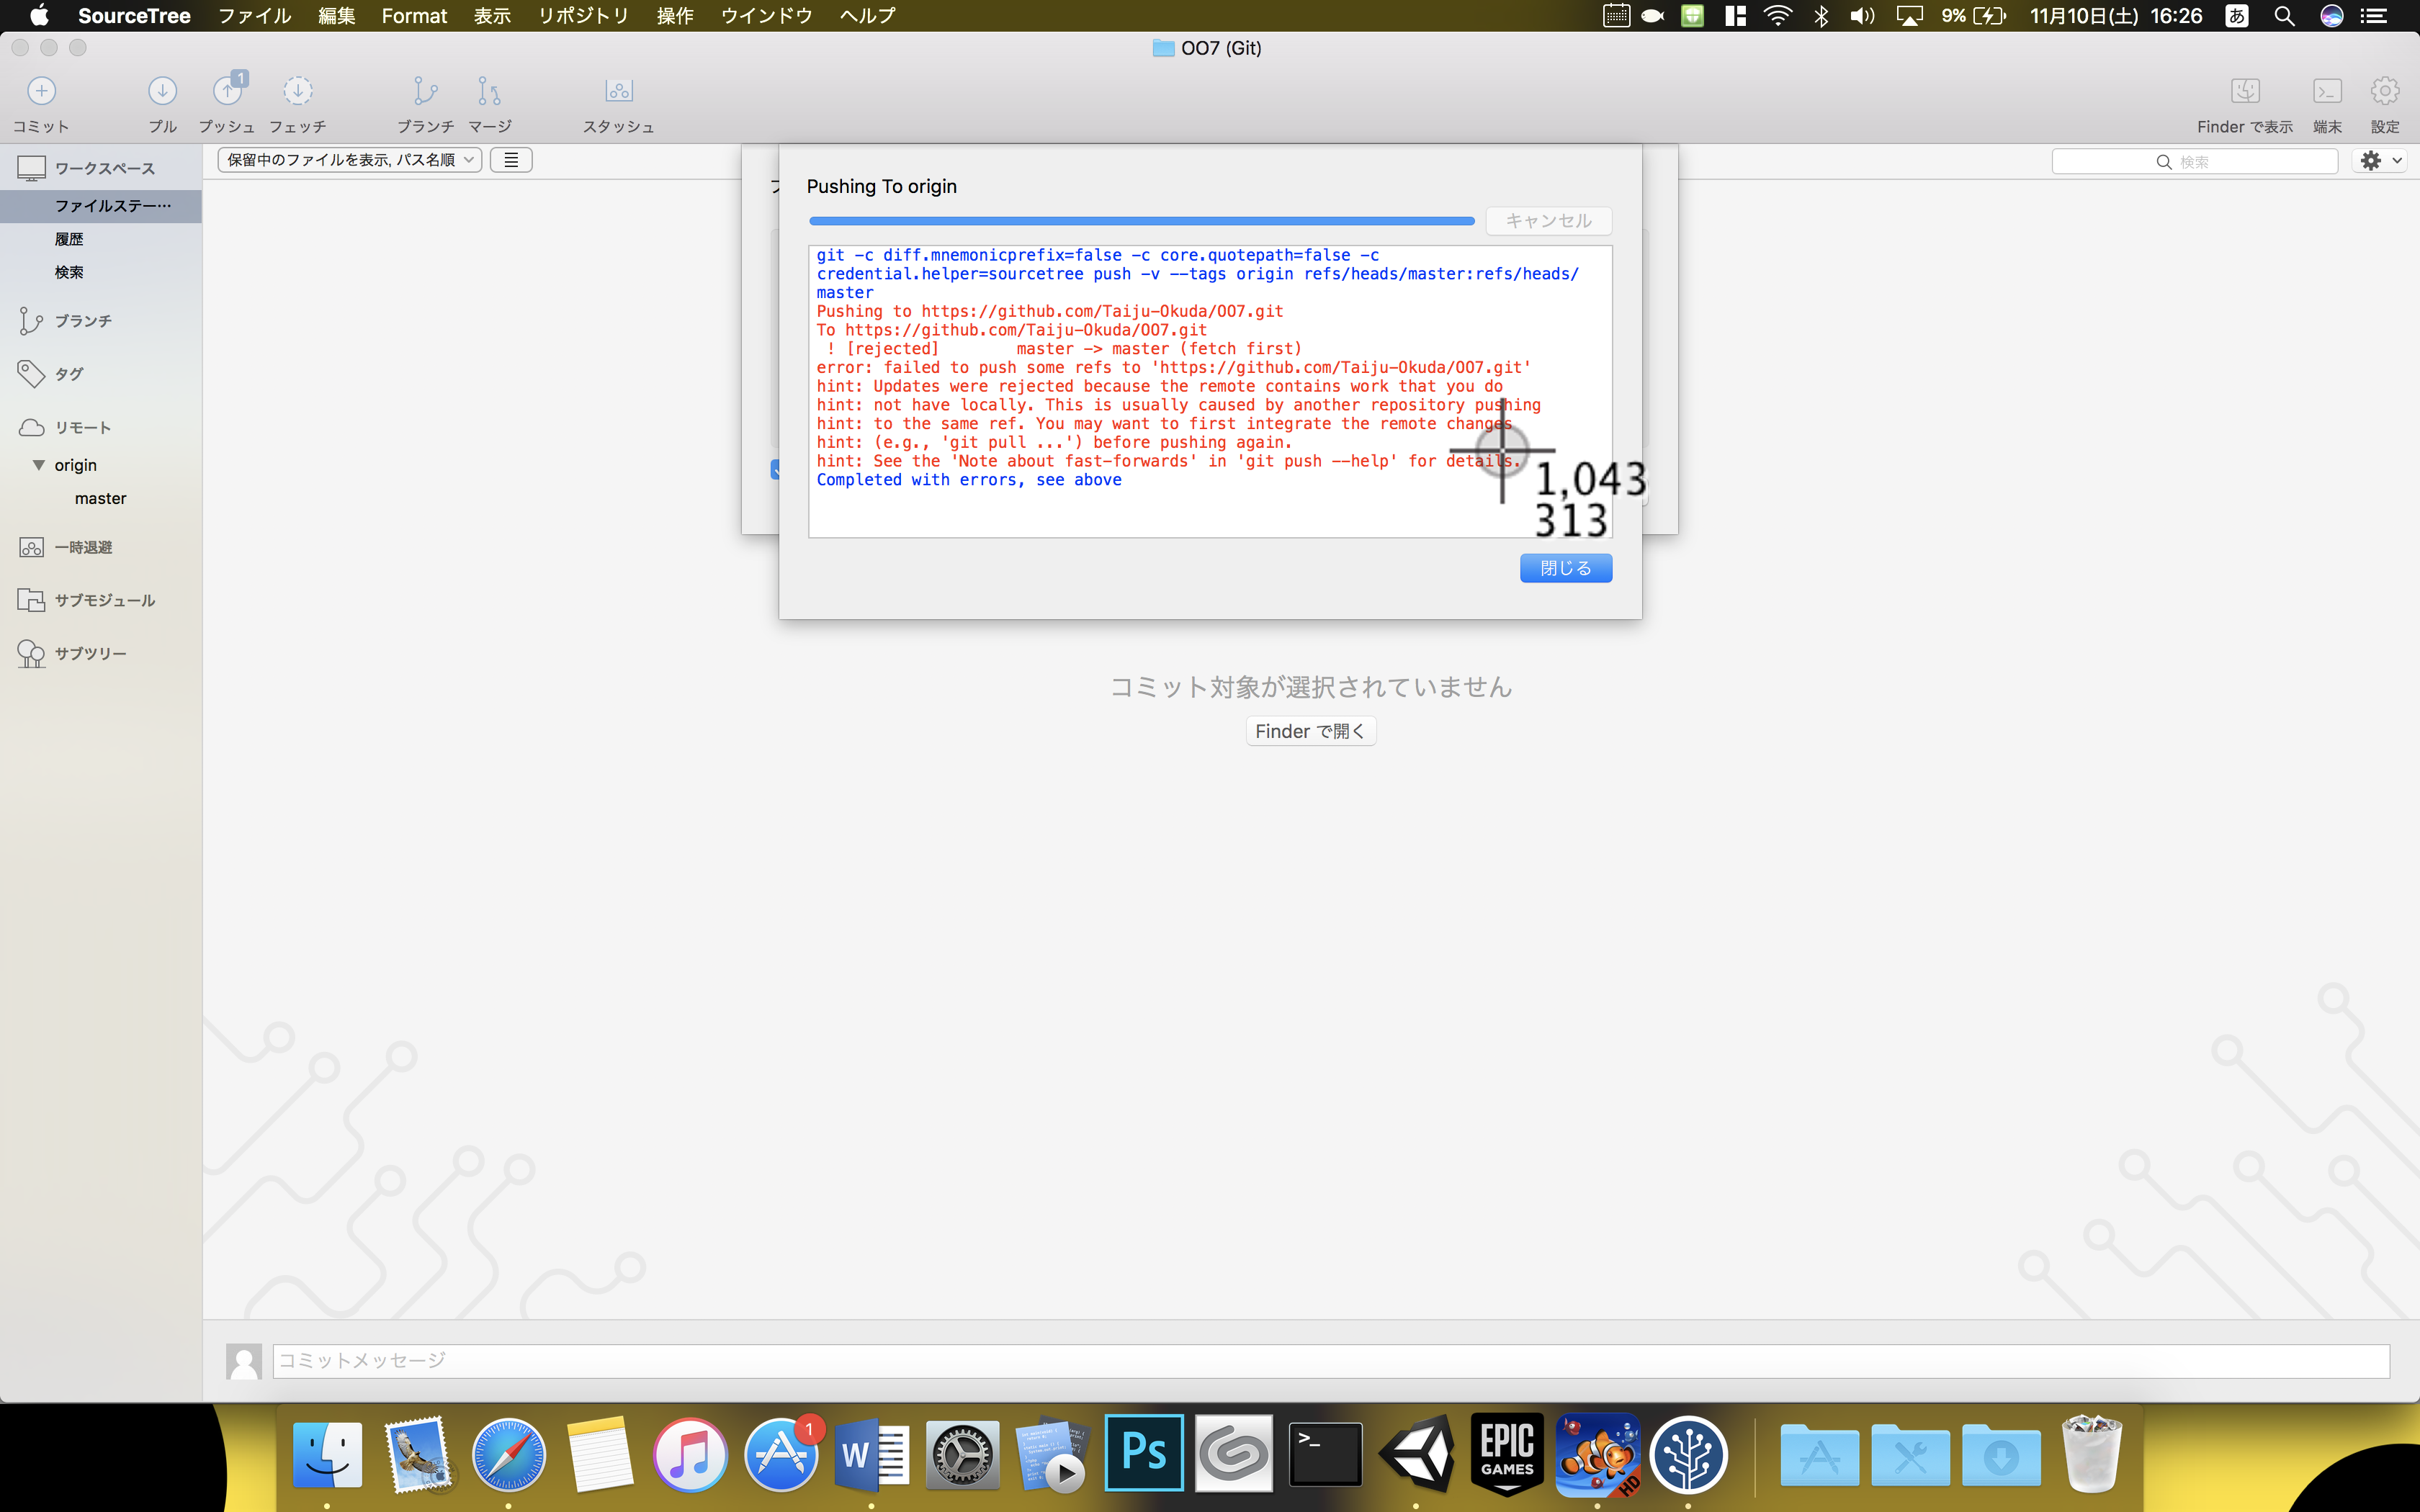 SourceTree ファイル 編集 Format 表示 リポジトリ 操作 ウインドウ ヘルプ 9% 11月10日(土) 16:26 あ
OO7 (Git)
1
コミット プル プッシュ フェッチ ブランチ マージ スタッシュ Finder で表示 端末 設定
ワークスペース
ファイルステー…
履歴
検索
ブランチ
タグ
リモート
origin
master
一時退避
サブモジュール
サブツリー
保留中のファイルを表示, パス名順
検索
Pushing To origin
キャンセル
git -c diff.mnemonicprefix=false -c core.quotepath=false -c
credential.helper=sourcetree push -v --tags origin refs/heads/master:refs/heads/
master
Pushing to https://github.com/Taiju-Okuda/OO7.git
To https://github.com/Taiju-Okuda/OO7.git
! [rejected] master -> master (fetch first)
error: failed to push some refs to 'https://github.com/Taiju-Okuda/OO7.git'
hint: Updates were rejected because the remote contains work that you do
hint: not have locally. This is usually caused by another repository pushing
hint: to the same ref. You may want to first integrate the remote changes
hint: (e.g., 'git pull ...') before pushing again.
hint: See the 'Note about fast-forwards' in 'git push --help' for details.
Completed with errors, see above
1,043
313
閉じる
コミット対象が選択されていません
Finder で開く
コミットメッセージ
1
W
Ps
>_
EPIC
GAMES
HD